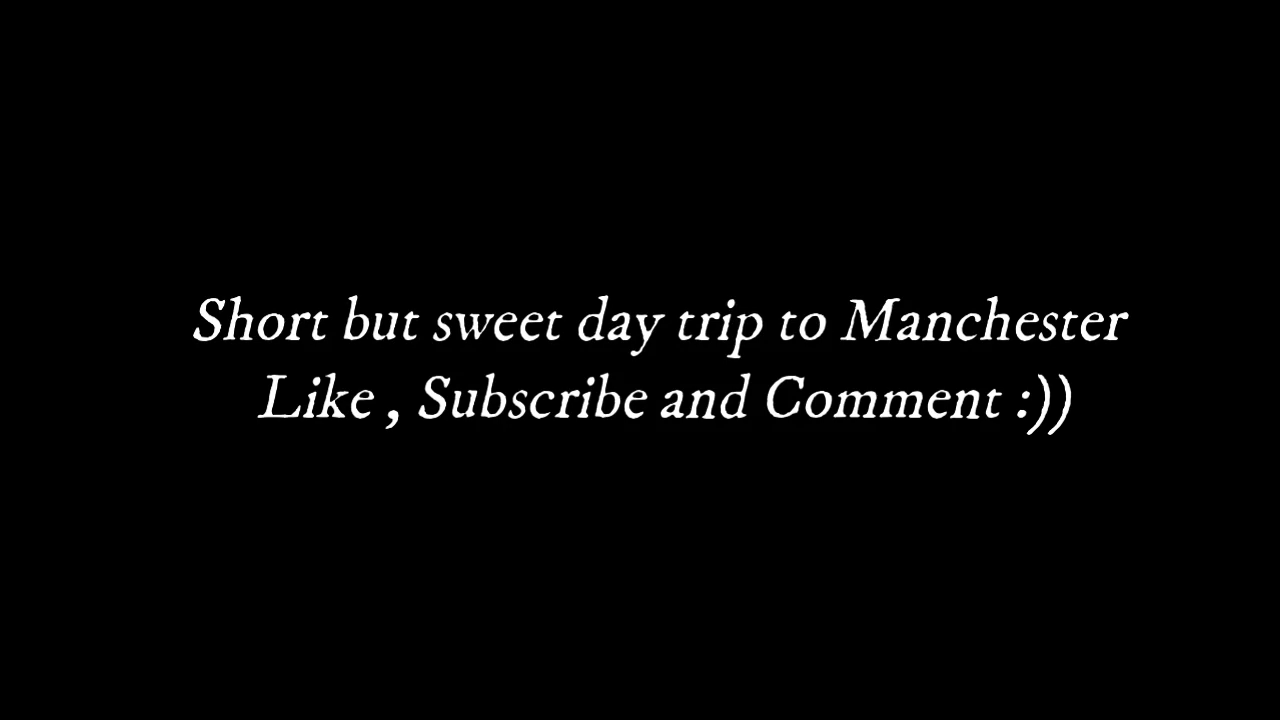 Short but sweet day trip to Manchester
Like , Subscribe and Comment :))